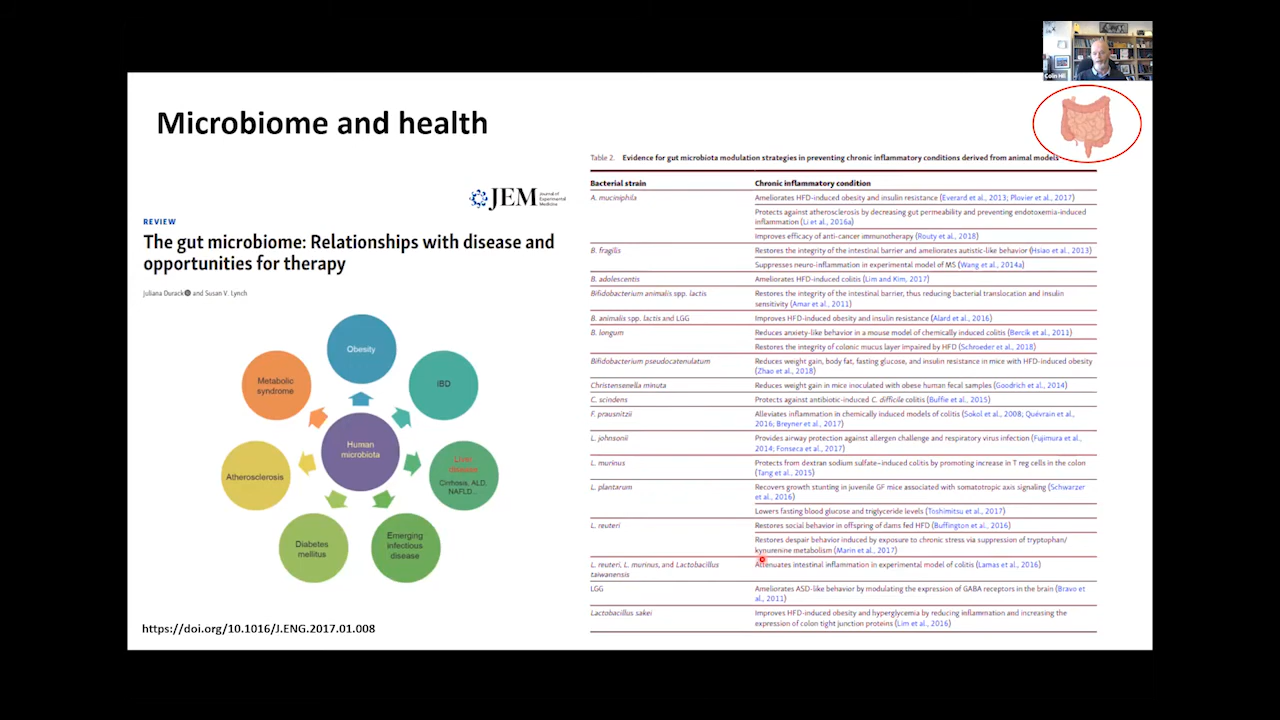 Colin Hill
Microbiome and health
JEM Journal of
Experimental
Medicine
REVIEW
The gut microbiome: Relationships with disease and
opportunities for therapy
Juliana Durack and Susan V. Lynch
Obesity
IBD
Liver
diseases
Cirrhosis, ALD,
NAFLD...
Emerging
infectious
disease
Diabetes
mellitus
Atherosclerosis
Metabolic
syndrome
Human
microbiota
https://doi.org/10.1016/J.ENG.2017.01.008
Table 2. Evidence for gut microbiota modulation strategies in preventing chronic inflammatory conditions derived from animal models
Bacterial strain Chronic inflammatory condition
A. muciniphila Ameliorates HFD-induced obesity and insulin resistance (Everard et al., 2013; Plovier et al., 2017)
Protects against atherosclerosis by decreasing gut permeability and preventing endotoxemia-induced
inflammation (Li et al., 2016a)
Improves efficacy of anti-cancer immunotherapy (Routy et al., 2018)
B. fragilis Restores the integrity of the intestinal barrier and ameliorates autistic-like behavior (Hsiao et al., 2013)
Suppresses neuro-inflammation in experimental model of MS (Wang et al., 2014a)
B. adolescentis Ameliorates HFD-induced colitis (Lim and Kim, 2017)
Bifidobacterium animalis spp. lactis Restores the integrity of the intestinal barrier, thus reducing bacterial translocation and insulin
sensitivity (Amar et al., 2011)
B. animalis spp. lactis and LGG Improves HFD-induced obesity and insulin resistance (Alard et al., 2016)
B. longum Reduces anxiety-like behavior in a mouse model of chemically induced colitis (Bercik et al., 2011)
Restores the integrity of colonic mucus layer impaired by HFD (Schroeder et al., 2018)
Bifidobacterium pseudocatenulatum Reduces weight gain, body fat, fasting glucose, and insulin resistance in mice with HFD-induced obesity
(Zhao et al., 2018)
Christensenella minuta Reduces weight gain in mice inoculated with obese human fecal samples (Goodrich et al., 2014)
C. scindens Protects against antibiotic-induced C. difficile colitis (Buffie et al., 2015)
F. prausnitzii Alleviates inflammation in chemically induced models of colitis (Sokol et al., 2008; Quévrain et al.,
2016; Breyner et al., 2017)
L. johnsonii Provides airway protection against allergen challenge and respiratory virus infection (Fujimura et al.,
2014; Fonseca et al., 2017)
L. murinus Protects from dextran sodium sulfate–induced colitis by promoting increase in T reg cells in the colon
(Tang et al., 2015)
L. plantarum Recovers growth stunting in juvenile GF mice associated with somatotropic axis signaling (Schwarzer
et al., 2016)
Lowers fasting blood glucose and triglyceride levels (Toshimitsu et al., 2017)
L. reuteri Restores social behavior in offspring of dams fed HFD (Buffington et al., 2016)
Restores despair behavior induced by exposure to chronic stress via suppression of tryptophan/
kynurenine metabolism (Marin et al., 2017)
L. reuteri, L. murinus, and Lactobacillus Attenuates intestinal inflammation in experimental model of colitis (Lamas et al., 2016)
taiwanensis
LGG Ameliorates ASD-like behavior by modulating the expression of GABA receptors in the brain (Bravo et
al., 2011)
Lactobacillus sakei Improves HFD-induced obesity and hyperglycemia by reducing inflammation and increasing the
expression of colon tight junction proteins (Lim et al., 2016)